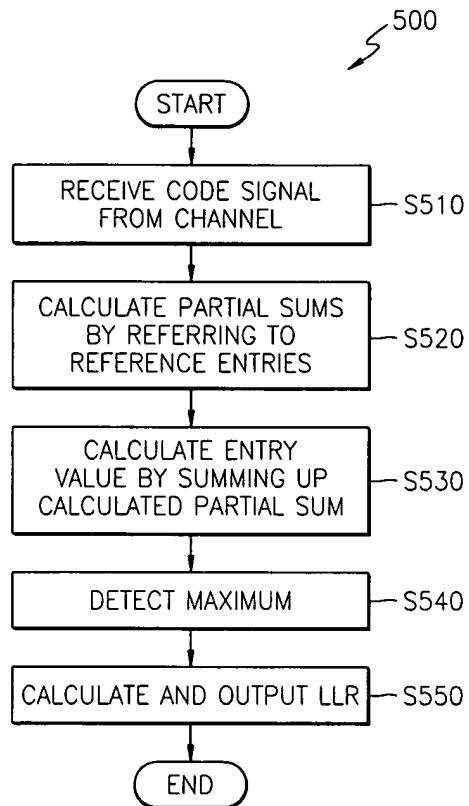 500
START
RECEIVE CODE SIGNAL
FROM CHANNEL
S510
CALCULATE PARTIAL SUMS
BY REFERRING TO
REFERENCE ENTRIES
S520
CALCULATE ENTRY
VALUE BY SUMMING UP
CALCULATED PARTIAL SUM
S530
DETECT MAXIMUM
S540
CALCULATE AND OUTPUT LLR
S550
END